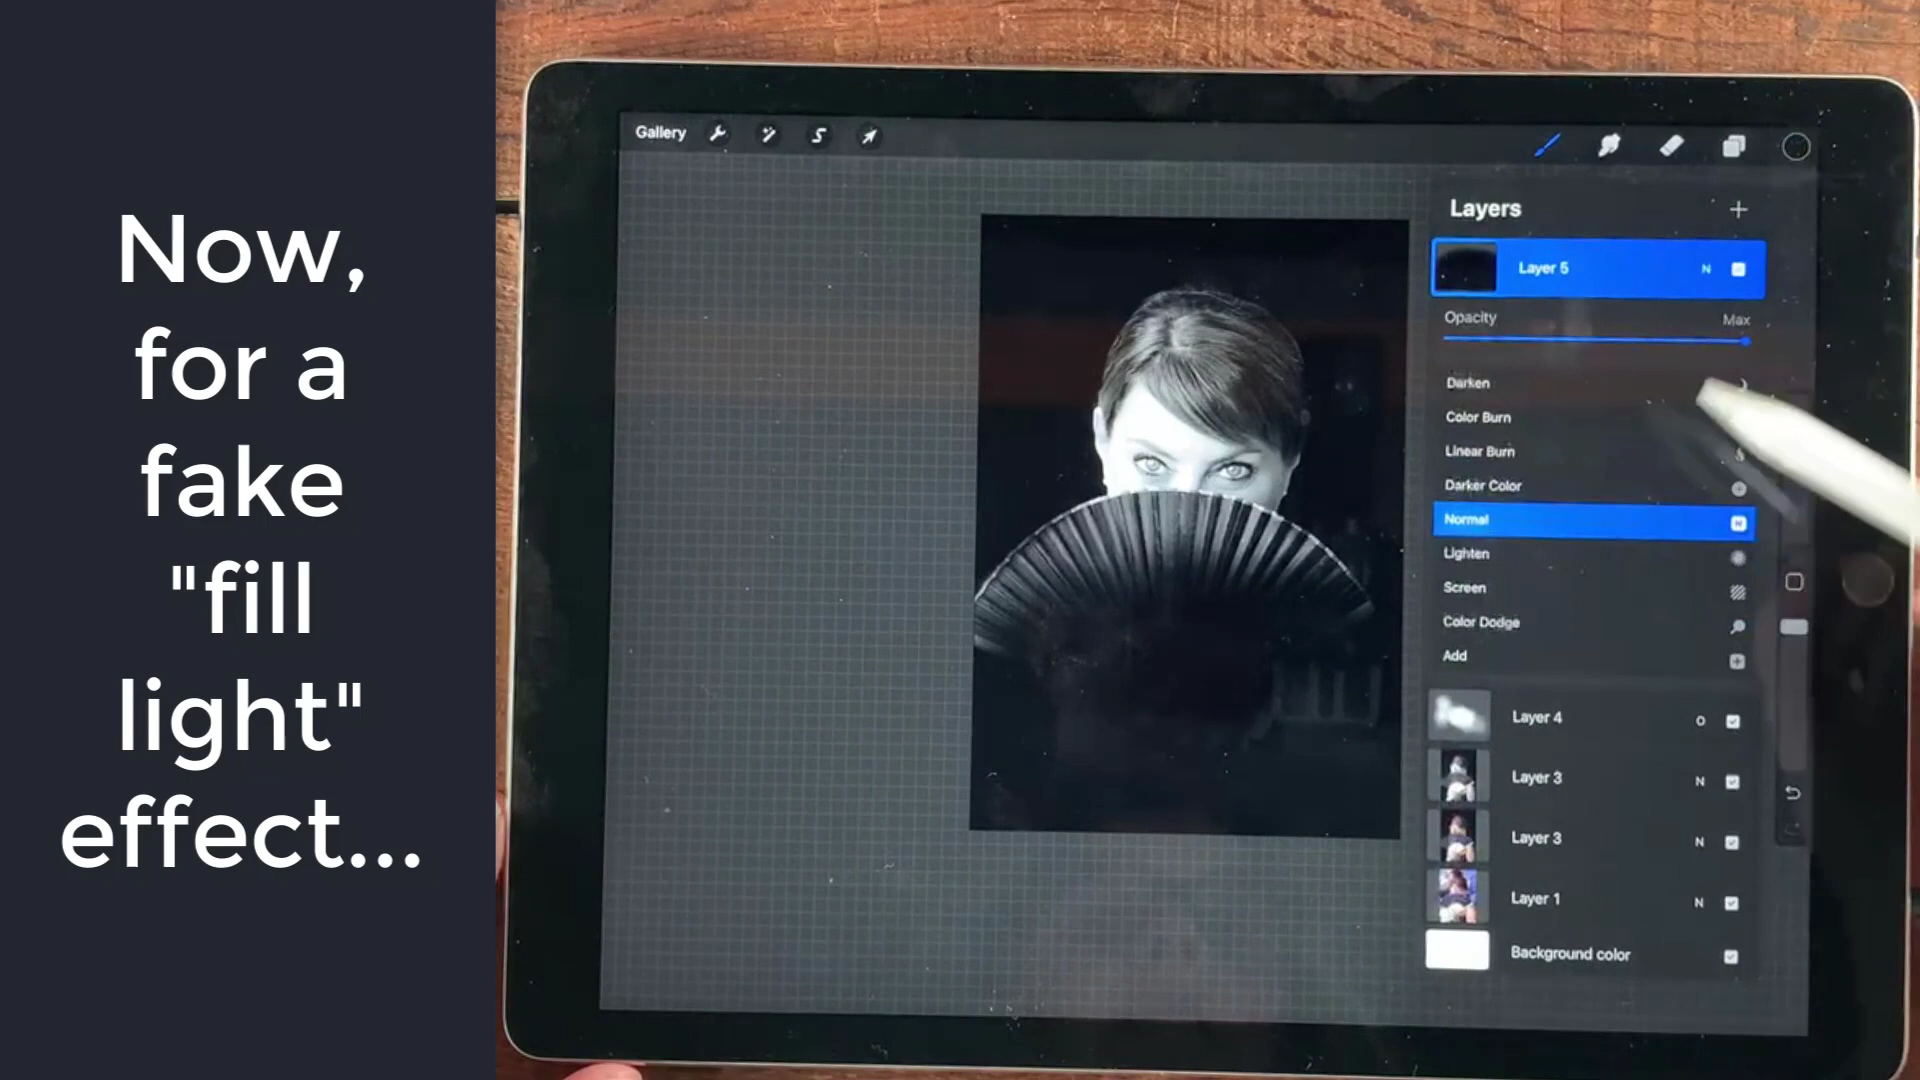 Now,
for a
fake
"fill
light"
effect...
Gallery
Layers
Layer 5 N
Opacity Max
Darken
Color Burn
Linear Burn
Darker Color
Normal N
Lighten
Screen
Color Dodge
Add
Layer 4 O
Layer 3 N
Layer 3 N
Layer 1 N
Background color